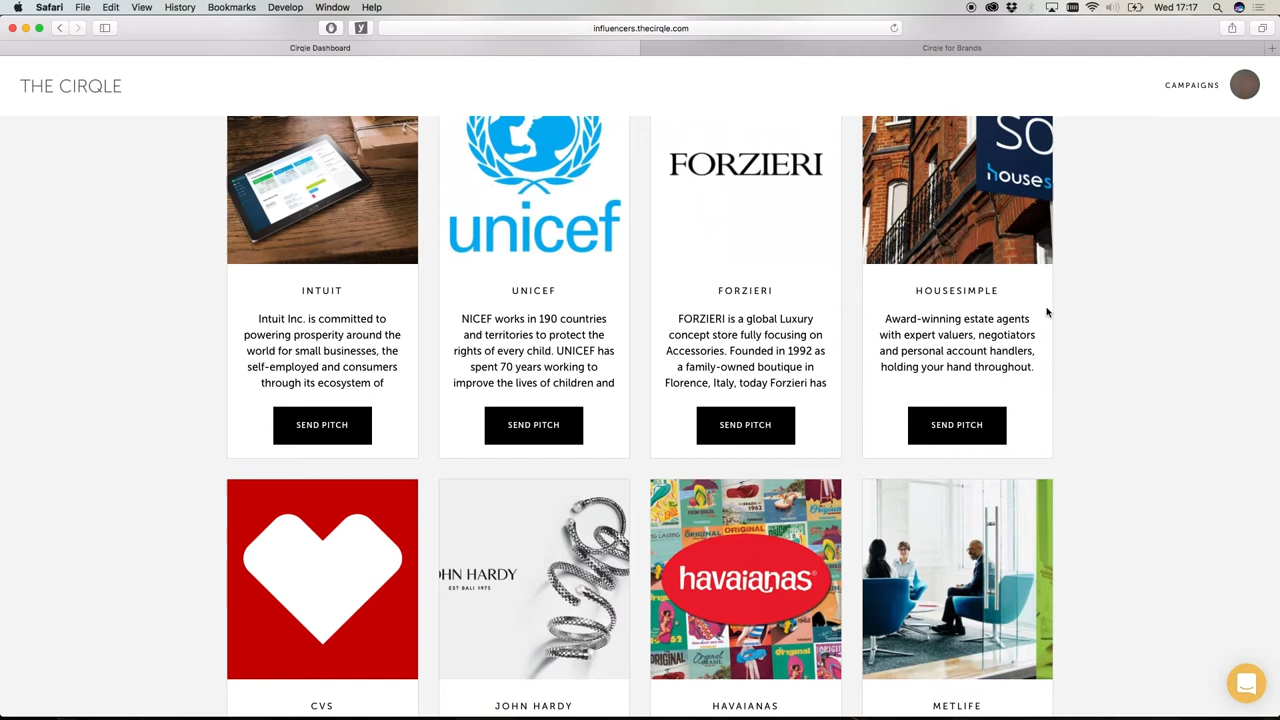 Safari File Edit View History Bookmarks Develop Window Help Wed 17:17
influencers.thecirqle.com
Cirqle Dashboard Cirqle for Brands
THE CIRQLE CAMPAIGNS
unicef
FORZIERI
SO
houses
INTUIT
Intuit Inc. is committed to
powering prosperity around the
world for small businesses, the
self-employed and consumers
through its ecosystem of
SEND PITCH
UNICEF
NICEF works in 190 countries
and territories to protect the
rights of every child. UNICEF has
spent 70 years working to
improve the lives of children and
SEND PITCH
FORZIERI
FORZIERI is a global Luxury
concept store fully focusing on
Accessories. Founded in 1992 as
a family-owned boutique in
Florence, Italy, today Forzieri has
SEND PITCH
HOUSESIMPLE
Award-winning estate agents
with expert valuers, negotiators
and personal account handlers,
holding your hand throughout.
SEND PITCH
CVS
OHN HARDY
EST BALI 1975
JOHN HARDY
ORIGINAL
havaianas®
HAVAIANAS
METLIFE